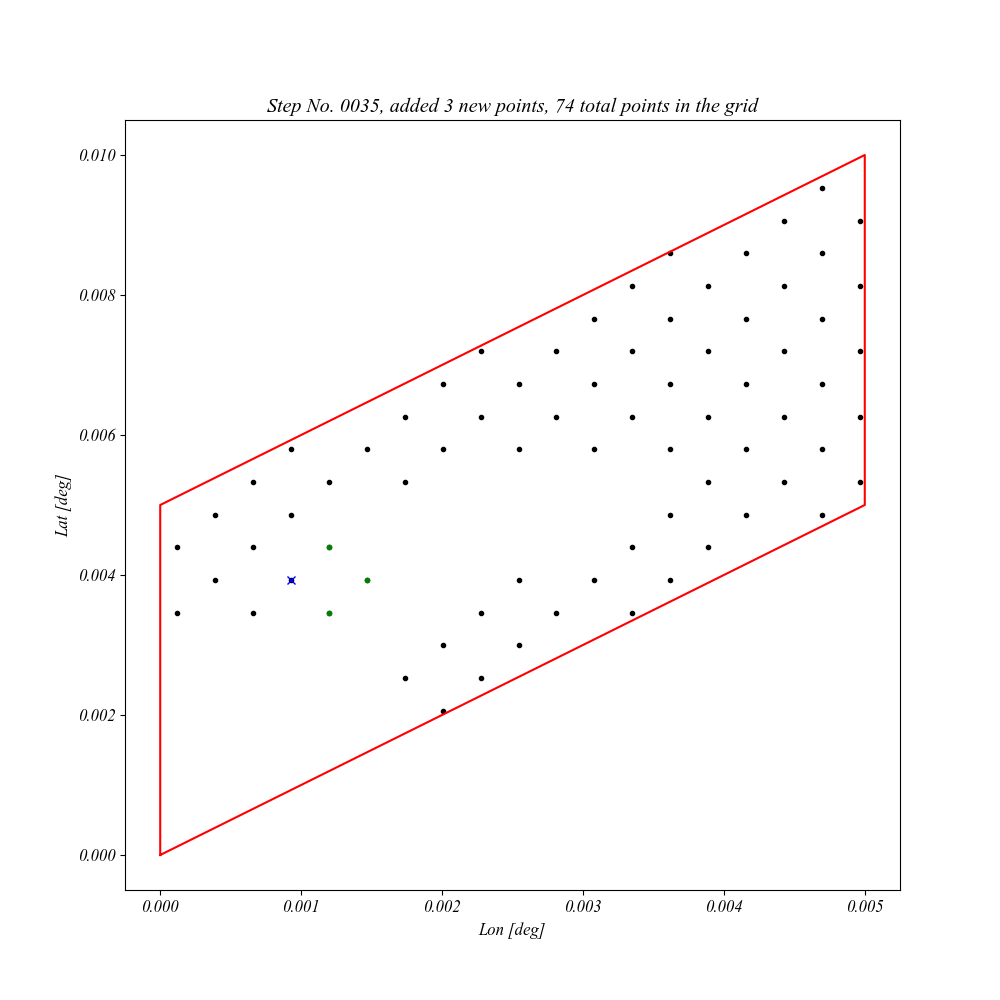 Step No. 0035, added 3 new points, 74 total points in the grid
0.010
0.008
0.006
0.004
0.002
0.000
Lat [deg]
0.000 0.001 0.002 0.003 0.004 0.005
Lon [deg]